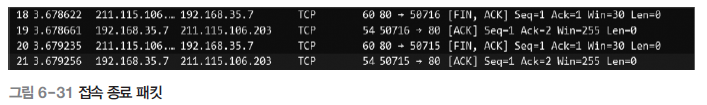 18 3.678622 211.115.106.… 192.168.35.7 TCP 60 80 → 50716 [FIN, ACK] Seq=1 Ack=1 Win=30 Len=0
19 3.678661 192.168.35.7 211.115.106.203 TCP 54 50716 → 80 [ACK] Seq=1 Ack=2 Win=255 Len=0
20 3.679235 211.115.106.… 192.168.35.7 TCP 60 80 → 50715 [FIN, ACK] Seq=1 Ack=1 Win=30 Len=0
21 3.679256 192.168.35.7 211.115.106.203 TCP 54 50715 → 80 [ACK] Seq=1 Ack=2 Win=255 Len=0
그림 6-31 접속 종료 패킷